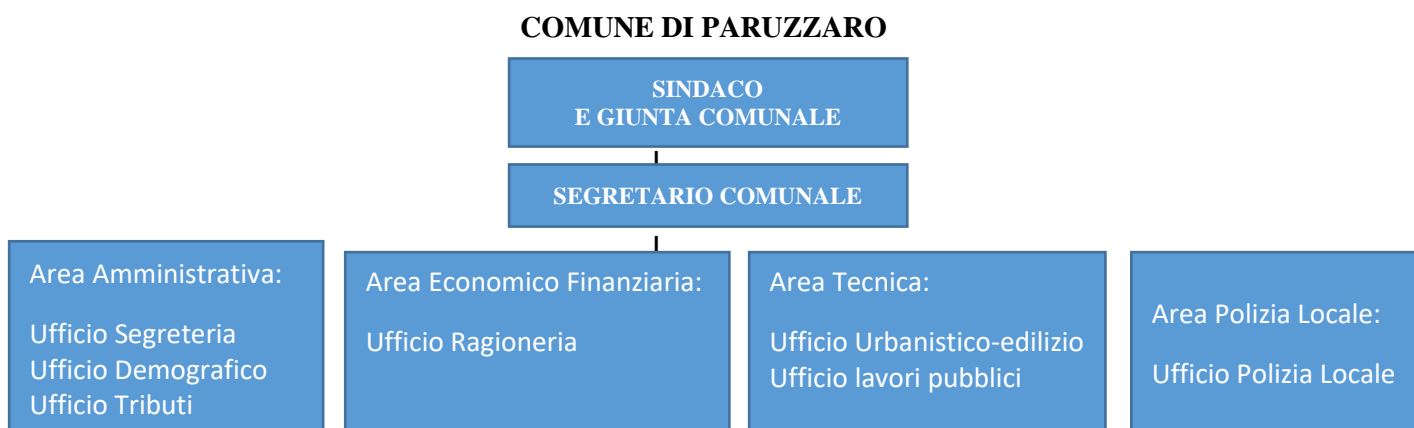 COMUNE DI PARUZZARO
SINDACO
E GIUNTA COMUNALE
SEGRETARIO COMUNALE
Area Amministrativa:
Ufficio Segreteria
Ufficio Demografico
Ufficio Tributi
Area Economico Finanziaria:
Ufficio Ragioneria
Area Tecnica:
Ufficio Urbanistico-edilizio
Ufficio lavori pubblici
Area Polizia Locale:
Ufficio Polizia Locale